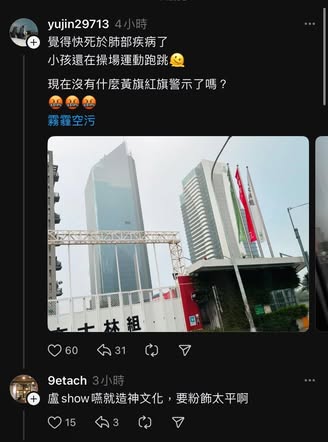 yujin29713 4小時
覺得快死於肺部疾病了
小孩還在操場運動跑跳🫠
現在沒有什麼黃旗紅旗警示了嗎？
🤬🤬🤬
霧霾空污
士林組
60 31
9etach 3小時
盧show嚥就造神文化，要粉飾太平啊
15 3